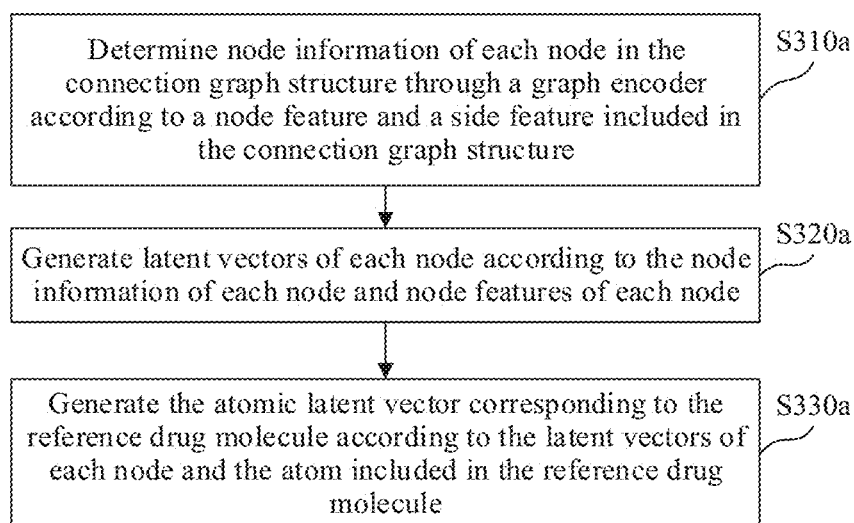 Determine node information of each node in the
connection graph structure through a graph encoder
according to a node feature and a side feature included in
the connection graph structure
S310a
Generate latent vectors of each node according to the node
information of each node and node features of each node
S320a
Generate the atomic latent vector corresponding to the
reference drug molecule according to the latent vectors of
each node and the atom included in the reference drug
molecule
S330a